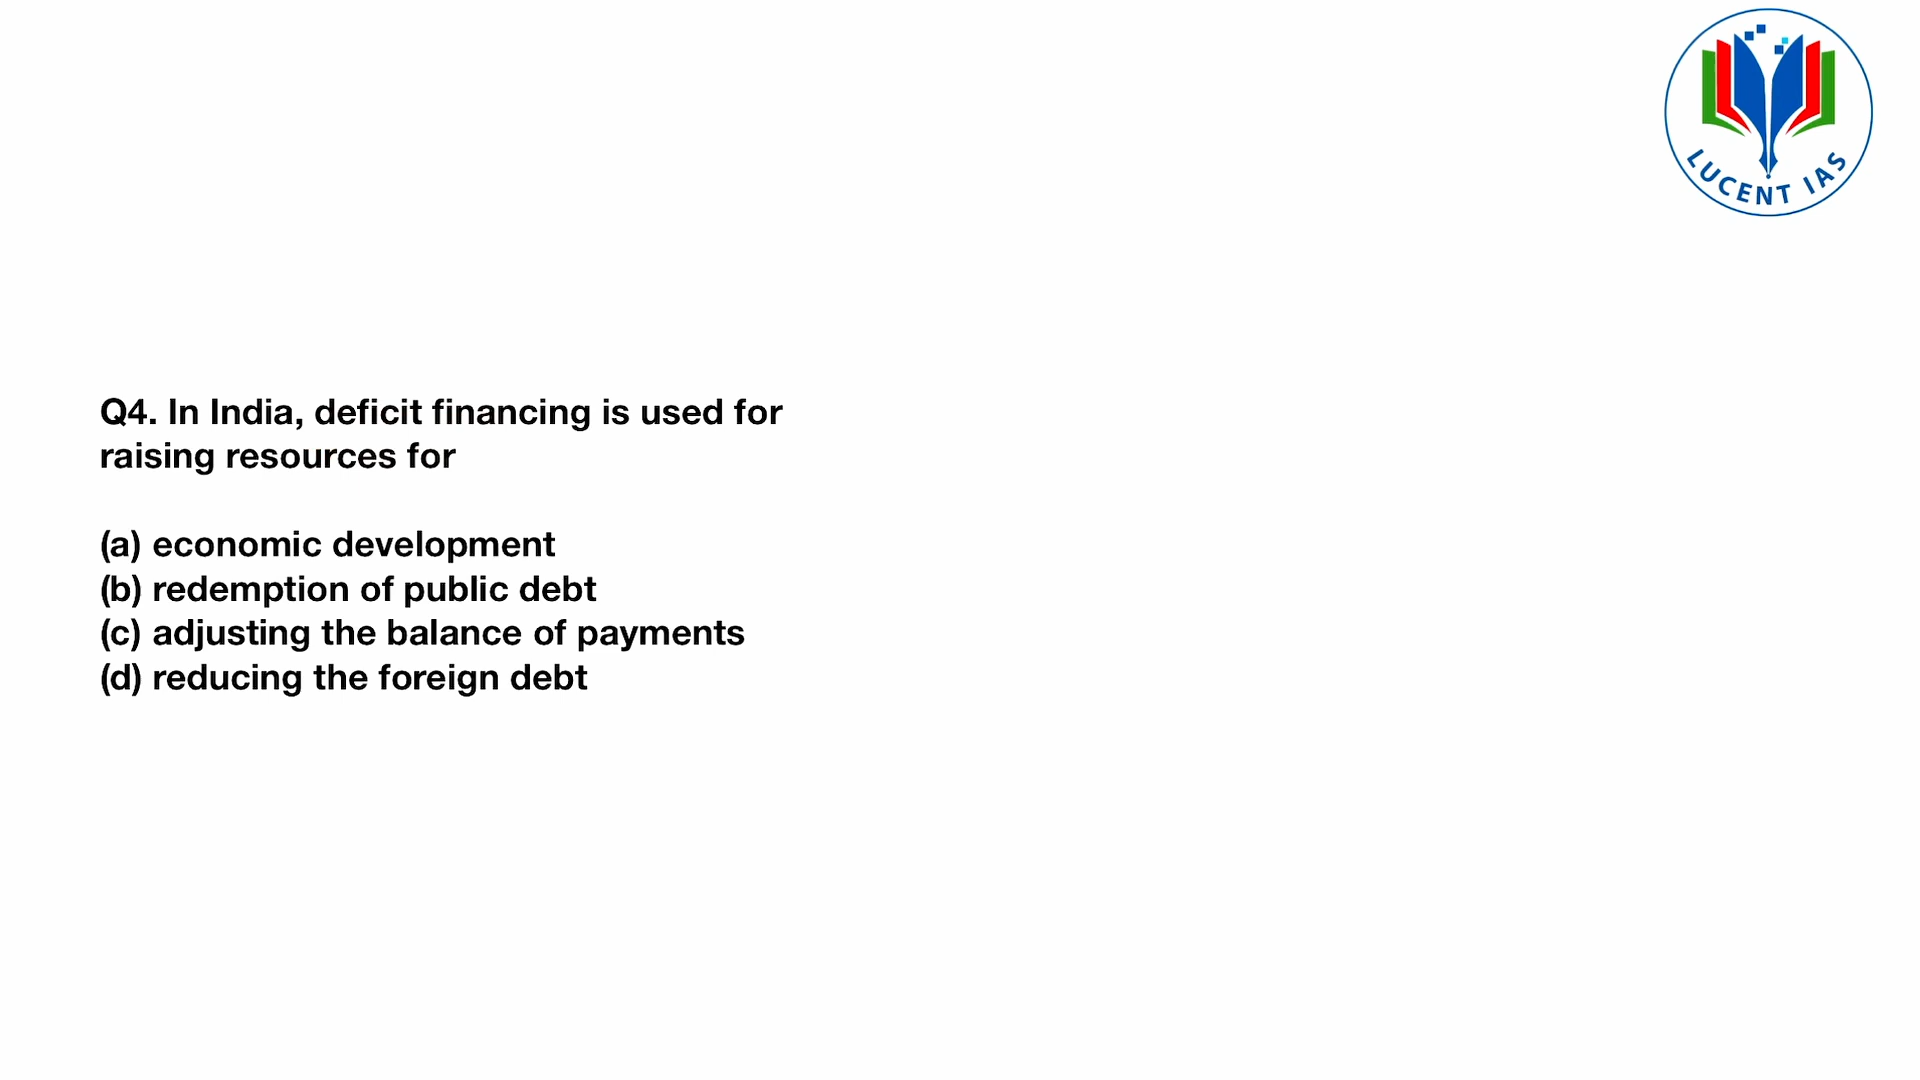 LUCENT IAS
Q4. In India, deficit financing is used for
raising resources for
(a) economic development
(b) redemption of public debt
(c) adjusting the balance of payments
(d) reducing the foreign debt